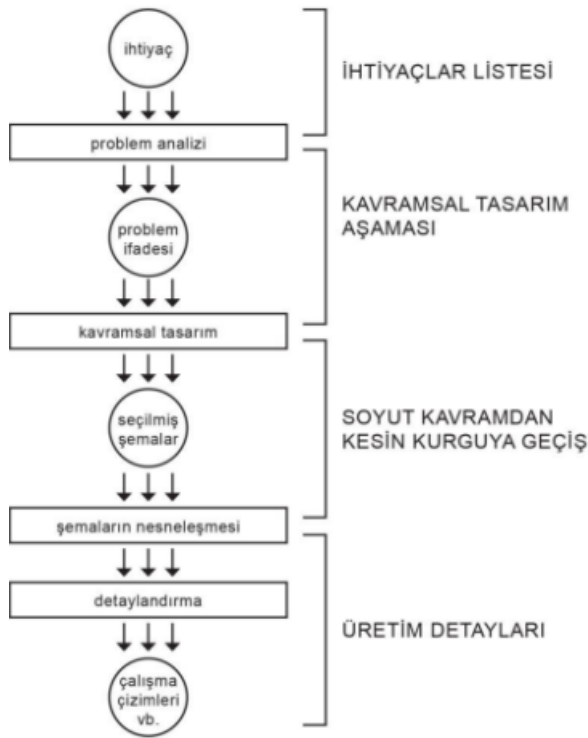 ihtiyaç
İHTİYAÇLAR LİSTESİ
problem analizi
KAVRAMSAL TASARIM
AŞAMASI
problem
ifadesi
kavramsal tasarım
seçilmiş
şemalar
SOYUT KAVRAMDAN
KESİN KURGUYA GEÇİŞ
şemaların nesneleşmesi
detaylandırma
ÜRETİM DETAYLARI
çalışma
çizimleri
vb.